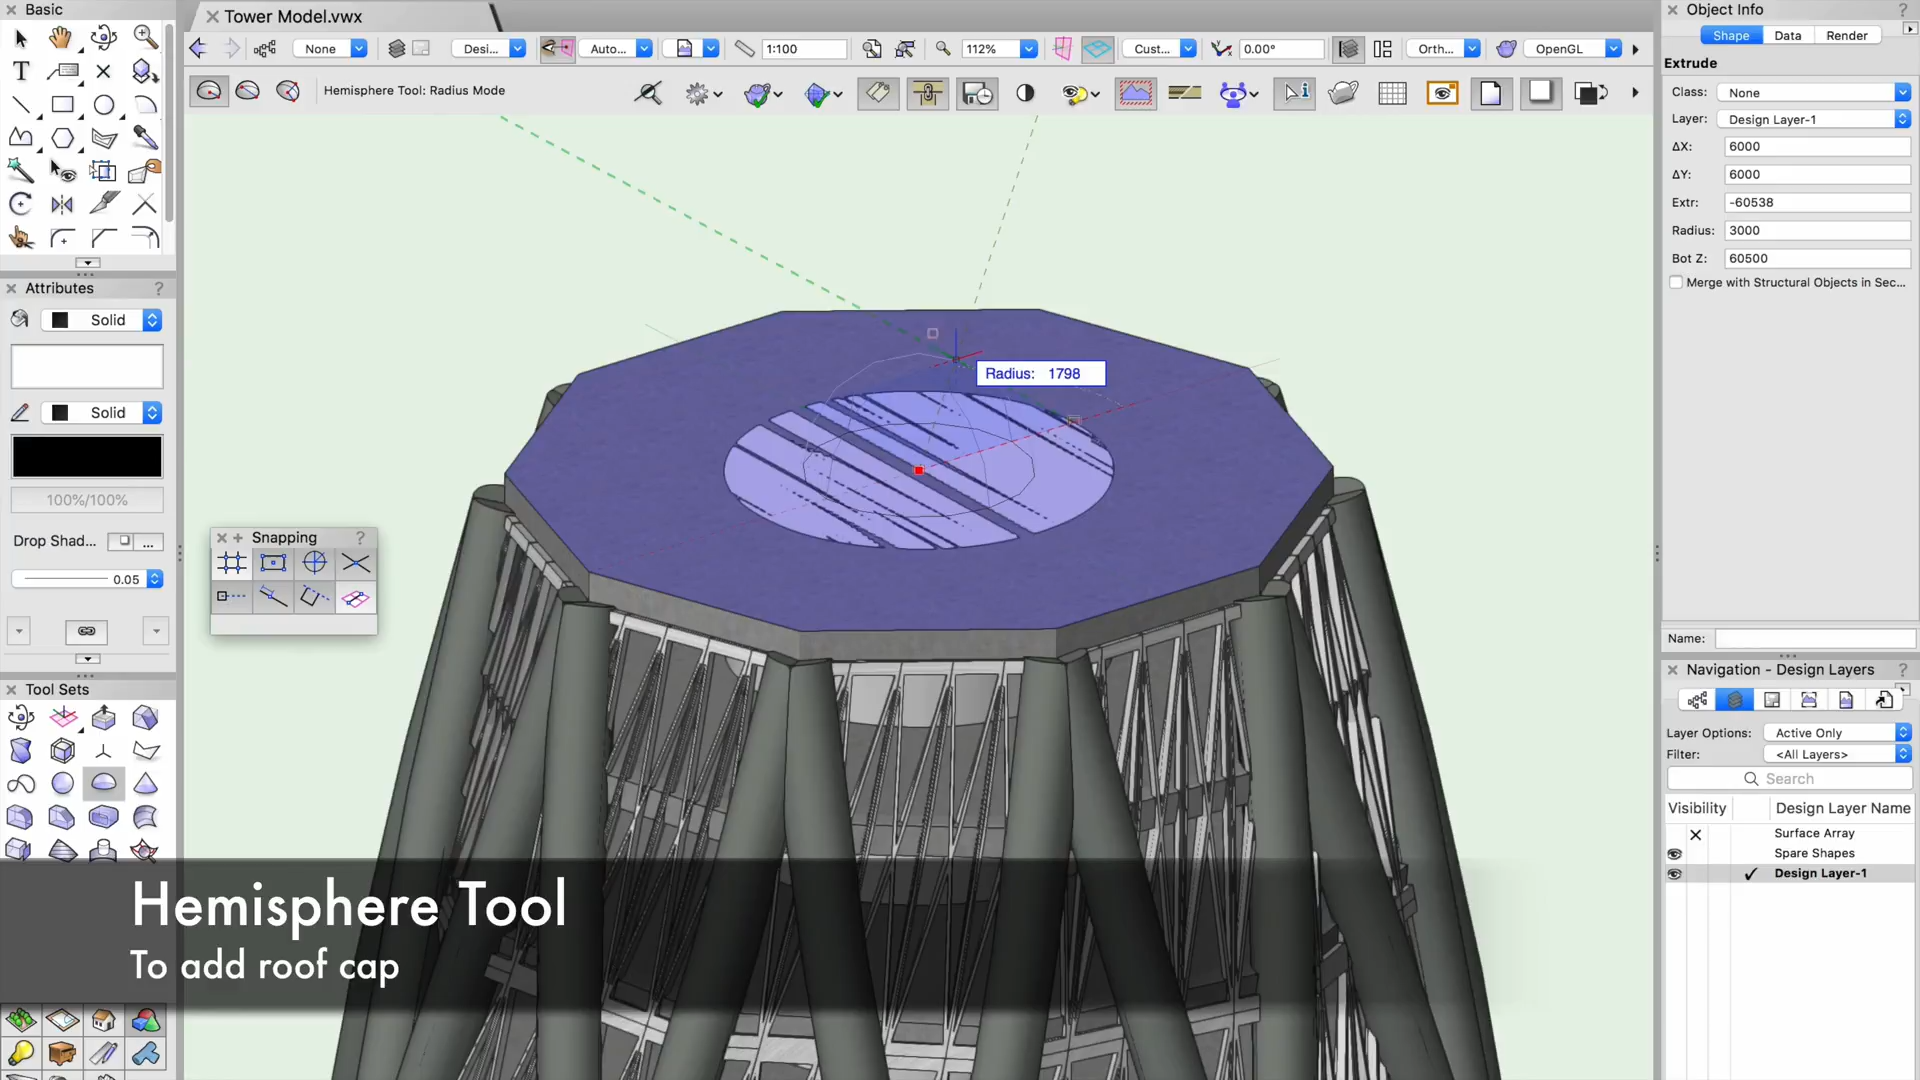 Basic
Tower Model.vwx
Object Info
?
None
Desi...
Auto...
1:100
112%
Cust...
0.00°
Orth...
OpenGL
Shape
Data
Render
Hemisphere Tool: Radius Mode
Extrude
Class:
None
Layer:
Design Layer-1
ΔX:
6000
ΔY:
6000
Extr:
-60538
Radius:
3000
Bot Z:
60500
Merge with Structural Objects in Sec...
Attributes
?
Solid
Solid
100%/100%
Drop Shad...
...
0.05
Radius: 1798
Snapping
?
Name:
Tool Sets
Navigation - Design Layers
?
Layer Options:
Active Only
Filter:
<All Layers>
Search
Visibility
Design Layer Name
Surface Array
Spare Shapes
Design Layer-1
Hemisphere Tool
To add roof cap